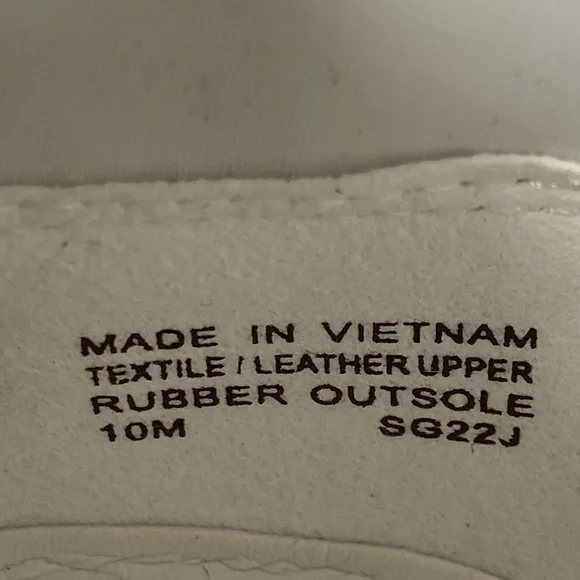 MADE IN VIETNAM
TEXTILE / LEATHER UPPER
RUBBER OUTSOLE
10M SG22J